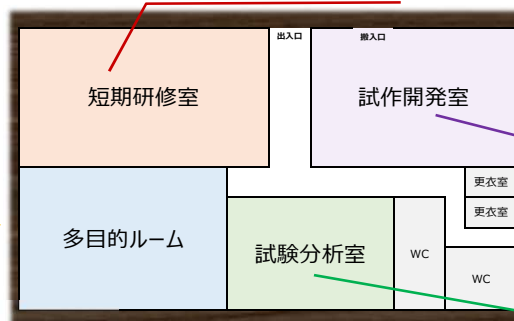 出入口
搬入口
短期研修室
試作開発室
更衣室
更衣室
多目的ルーム
試験分析室
WC
WC